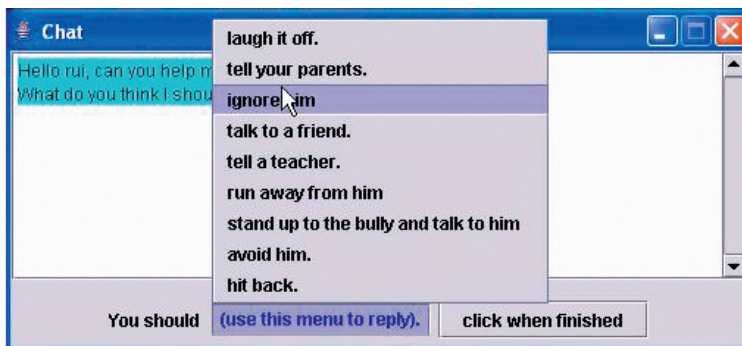 Chat
Hello rui, can you help
What do you think I
laugh it off.
tell your parents.
ignore him
talk to a friend.
tell a teacher.
run away from him
stand up to the bully and talk to him
avoid him.
hit back.
You should (use this menu to reply). click when finished